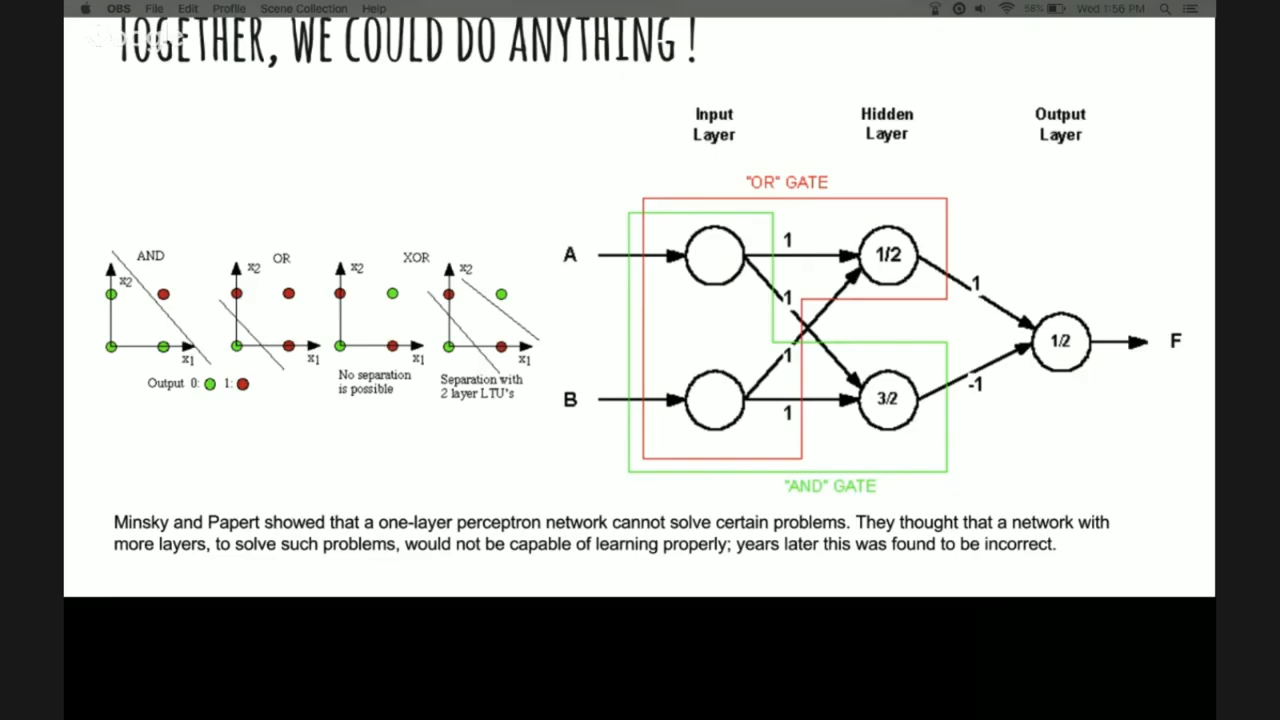 OBS File Edit Profile Scene Collection Help 58% Wed 1:56 PM
Google
TOGETHER, WE COULD DO ANYTHING!
Input Layer
Hidden Layer
Output Layer
"OR" GATE
AND
x2
x1
OR
x2
x1
XOR
x2
x1
x2
x1
Output 0: 1:
No separation
is possible
Separation with
2 layer LTU's
A
B
1
1
1
1
1/2
3/2
1
-1
1/2
F
"AND" GATE
Minsky and Papert showed that a one-layer perceptron network cannot solve certain problems. They thought that a network with
more layers, to solve such problems, would not be capable of learning properly; years later this was found to be incorrect.